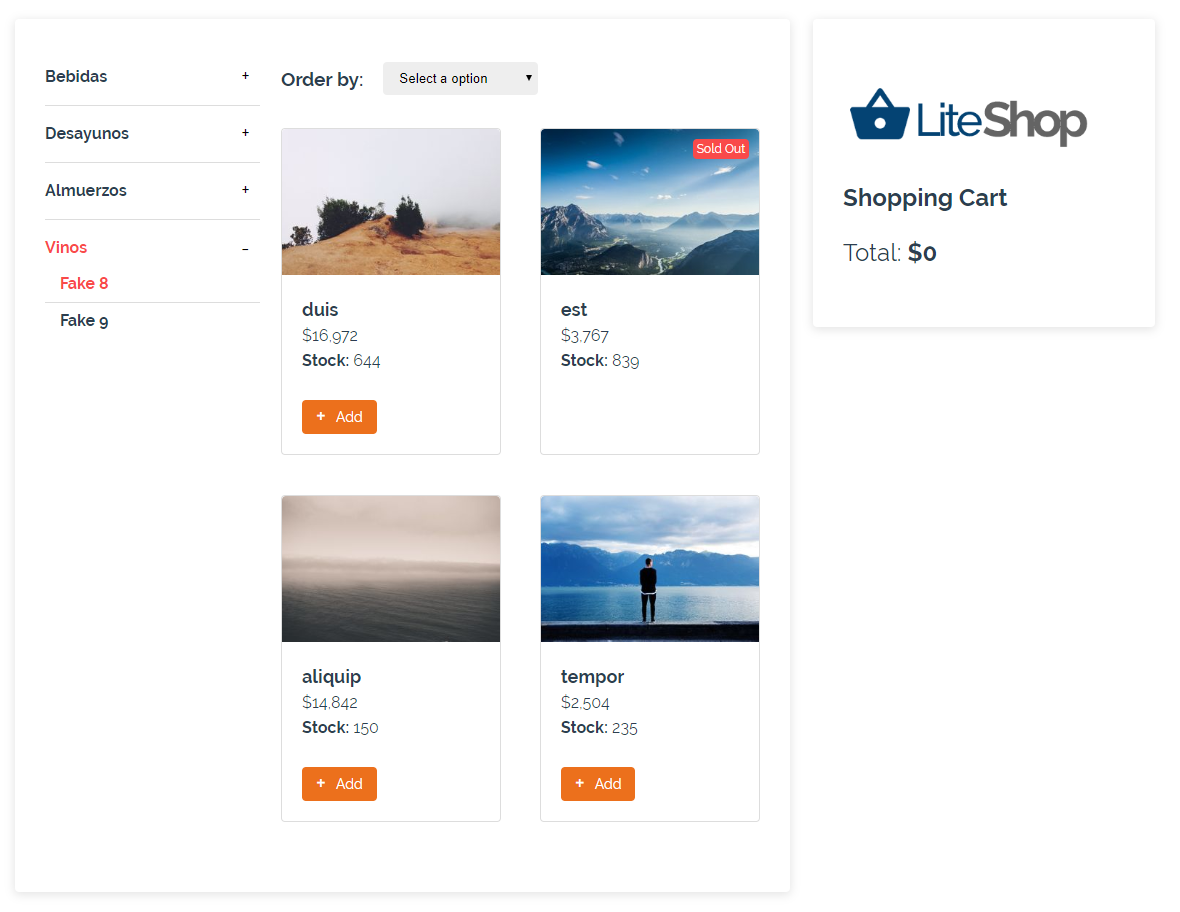 Bebidas +
Desayunos +
Almuerzos +
Vinos -
Fake 8
Fake 9
Order by: Select a option
duis
$16,972
Stock: 644
+ Add
Sold Out
est
$3,767
Stock: 839
aliquip
$14,842
Stock: 150
+ Add
tempor
$2,504
Stock: 235
+ Add
LiteShop
Shopping Cart
Total: $0